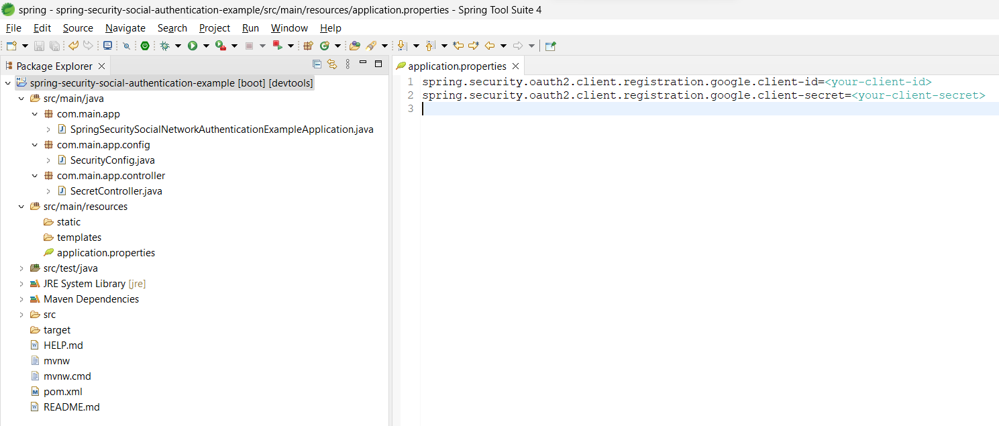 spring - spring-security-social-authentication-example/src/main/resources/application.properties - Spring Tool Suite 4
File Edit Source Navigate Search Project Run Window Help
Package Explorer
spring-security-social-authentication-example [boot] [devtools]
src/main/java
com.main.app
SpringSecuritySocialNetworkAuthenticationExampleApplication.java
com.main.app.config
SecurityConfig.java
com.main.app.controller
SecretController.java
src/main/resources
static
templates
application.properties
src/test/java
JRE System Library [jre]
Maven Dependencies
src
target
HELP.md
mvnw
mvnw.cmd
pom.xml
README.md
application.properties
1 spring.security.oauth2.client.registration.google.client-id=<your-client-id>
2 spring.security.oauth2.client.registration.google.client-secret=<your-client-secret>
3